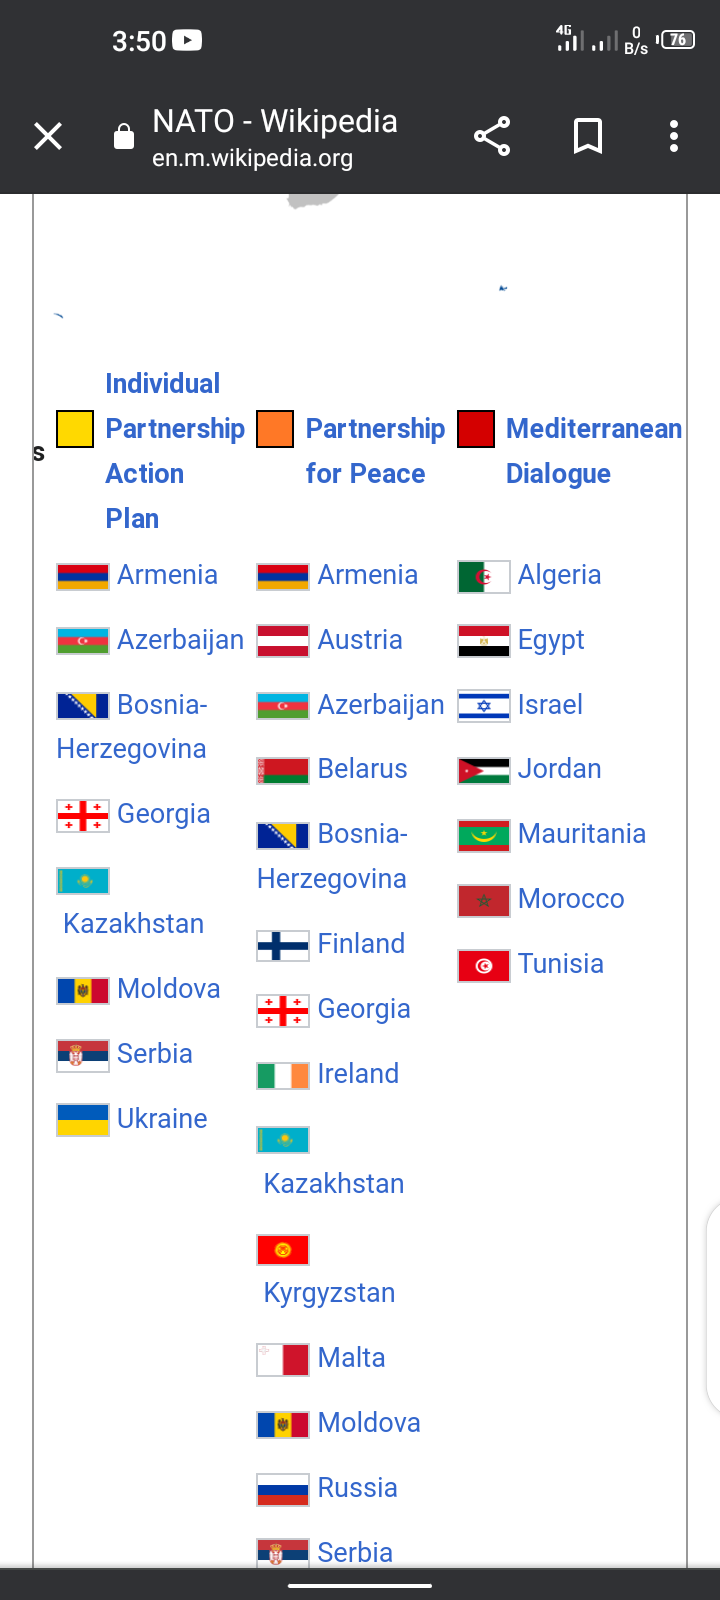 3:50
4G
0
B/s
76
NATO - Wikipedia
en.m.wikipedia.org
s
Individual
Partnership
Action
Plan
Armenia
Azerbaijan
Bosnia-
Herzegovina
Georgia
Kazakhstan
Moldova
Serbia
Ukraine
Partnership
for Peace
Armenia
Austria
Azerbaijan
Belarus
Bosnia-
Herzegovina
Finland
Georgia
Ireland
Kazakhstan
Kyrgyzstan
Malta
Moldova
Russia
Serbia
Mediterranean
Dialogue
Algeria
Egypt
Israel
Jordan
Mauritania
Morocco
Tunisia